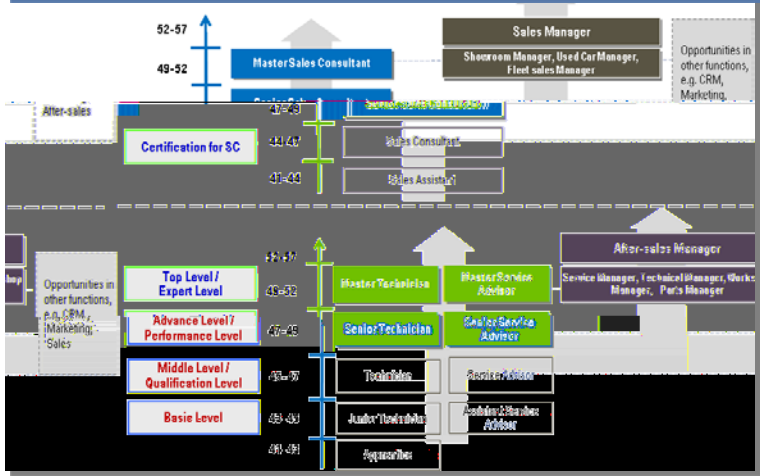 52-57
Sales Manager
Master Sales Consultant
Showroom Manager, Used Car Manager,
Fleet sales Manager
49-52
Opportunities in
other functions,
e.g. CRM,
Marketing,
After-sales
47-49
Certification for SC
44-47
Sales Consultant
41-44
Sales Assistant
After-sales Manager
52-57
Top Level /
Expert Level
Master Technician
Master Service
Advisor
Service Manager, Technical Manager, Works
Manager, Parts Manager
49-52
Opportunities in
other functions,
e.g. CRM,
Marketing,
Sales
Advance Level /
Performance Level
Senior Technician
Senior Service
Advisor
Middle Level /
Qualification Level
Technician
Service Advisor
Basic Level
Junior Technician
Assistant Service
Advisor
Apprentice